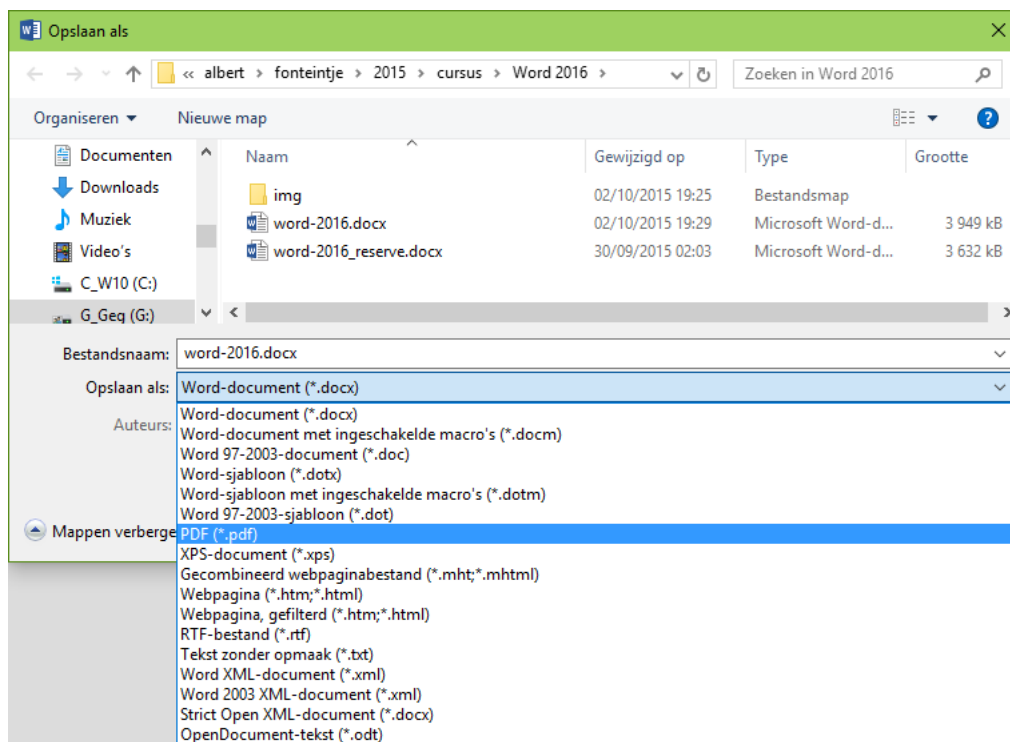 Opslaan als
« albert › fonteintje › 2015 › cursus › Word 2016 ›
Zoeken in Word 2016
Organiseren
Nieuwe map
Documenten
Downloads
Muziek
Video's
C_W10 (C:)
G_Geg (G:)
Naam Gewijzigd op Type Grootte
img 02/10/2015 19:25 Bestandsmap
word-2016.docx 02/10/2015 19:29 Microsoft Word-d... 3 949 kB
word-2016_reserve.docx 30/09/2015 02:03 Microsoft Word-d... 3 632 kB
Bestandsnaam: word-2016.docx
Opslaan als: Word-document (*.docx)
Auteurs:
Mappen verberge
Word-document (*.docx)
Word-document met ingeschakelde macro's (*.docm)
Word 97-2003-document (*.doc)
Word-sjabloon (*.dotx)
Word-sjabloon met ingeschakelde macro's (*.dotm)
Word 97-2003-sjabloon (*.dot)
PDF (*.pdf)
XPS-document (*.xps)
Gecombineerd webpaginabestand (*.mht;*.mhtml)
Webpagina (*.htm;*.html)
Webpagina, gefilterd (*.htm;*.html)
RTF-bestand (*.rtf)
Tekst zonder opmaak (*.txt)
Word XML-document (*.xml)
Word 2003 XML-document (*.xml)
Strict Open XML-document (*.docx)
OpenDocument-tekst (*.odt)